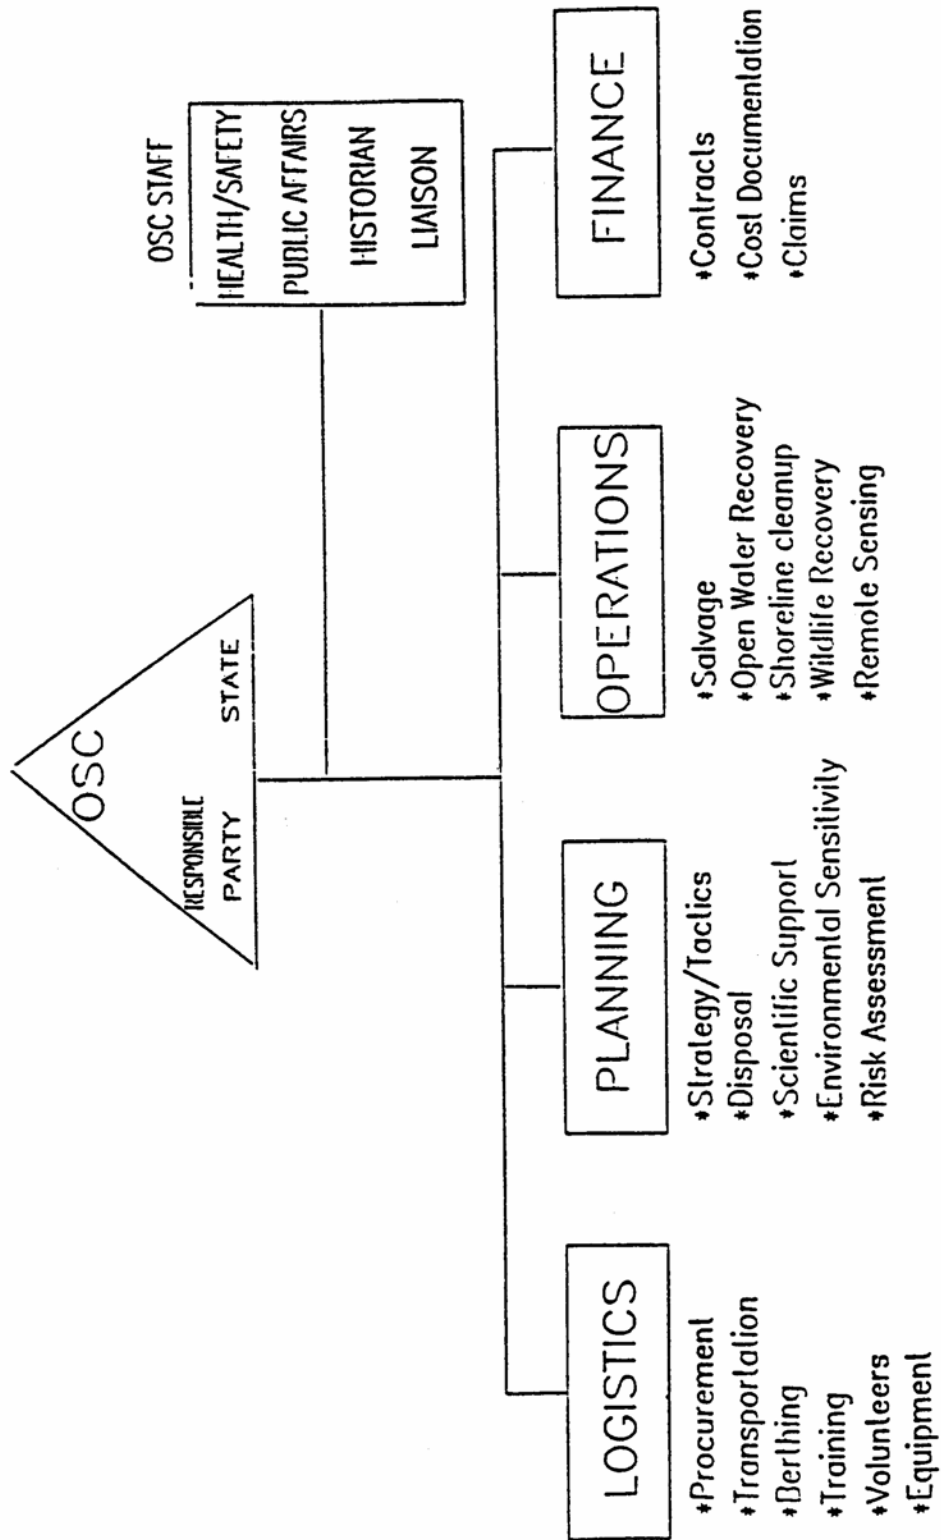 OSC
RESPONSIBLE
PARTY STATE
OSC STAFF
HEALTH/SAFETY
PUBLIC AFFAIRS
HISTORIAN
LIAISON
LOGISTICS
*Procurement
*Transportation
*Berthing
*Training
*Volunteers
*Equipment
PLANNING
*Strategy/Tactics
*Disposal
*Scientific Support
*Environmental Sensitivity
*Risk Assessment
OPERATIONS
*Salvage
*Open Water Recovery
*Shoreline cleanup
*Wildlife Recovery
*Remote Sensing
FINANCE
*Contracts
*Cost Documentation
*Claims